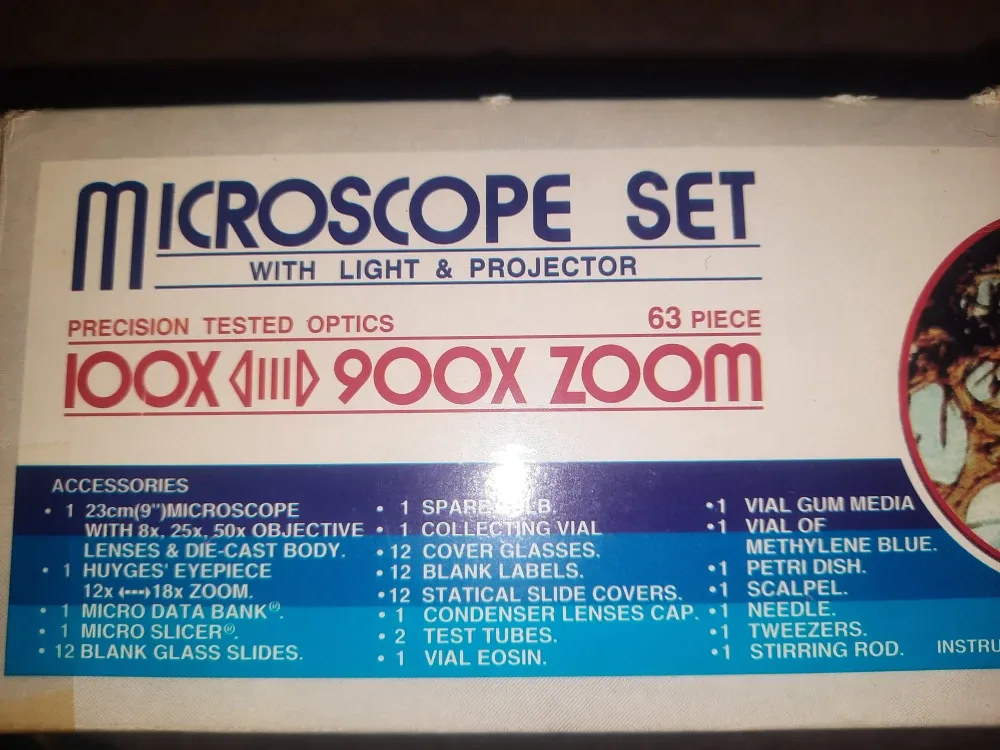 MICROSCOPE SET
WITH LIGHT & PROJECTOR
PRECISION TESTED OPTICS
63 PIECE
100X 900X ZOOM
ACCESSORIES
• 1 23cm(9")MICROSCOPE
WITH 8x, 25x, 50x OBJECTIVE
LENSES & DIE-CAST BODY.
• 1 HUYGES' EYEPIECE
12x 18x ZOOM.
• 1 MICRO DATA BANK®.
• 1 MICRO SLICER®.
• 12 BLANK GLASS SLIDES.
• 1 SPARE
• 1 COLLECTING VIAL
• 12 COVER GLASSES.
• 12 BLANK LABELS.
• 12 STATICAL SLIDE COVERS.
• 1 CONDENSER LENSES CAP.
• 2 TEST TUBES.
• 1 VIAL EOSIN.
• 1 VIAL GUM MEDIA
• 1 VIAL OF
METHYLENE BLUE.
• 1 PETRI DISH.
• 1 SCALPEL.
• 1 NEEDLE.
• 1 TWEEZERS.
• 1 STIRRING ROD.